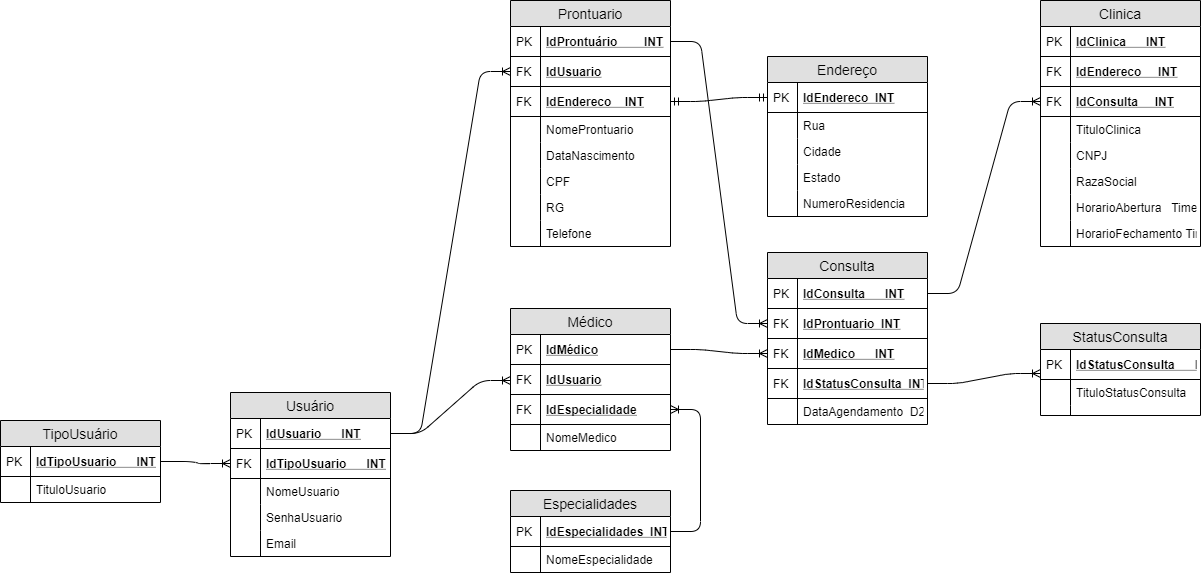 Prontuario
PK IdProntuário INT
FK IdUsuario
FK IdEndereco INT
NomeProntuario
DataNascimento
CPF
RG
Telefone
Endereço
PK IdEndereco INT
Rua
Cidade
Estado
NumeroResidencia
Clinica
PK IdClinica INT
FK IdEndereco INT
FK IdConsulta INT
TituloClinica
CNPJ
RazaSocial
HorarioAbertura Time
HorarioFechamento
Consulta
PK IdConsulta INT
FK IdProntuario INT
FK IdMedico INT
FK IdStatusConsulta INT
DataAgendamento D2
StatusConsulta
PK IdStatusConsulta
TituloStatusConsulta
Médico
PK IdMédico
FK IdUsuario
FK IdEspecialidade
NomeMedico
Especialidades
PK IdEspecialidades INT
NomeEspecialidade
Usuário
PK IdUsuario INT
FK IdTipoUsuario INT
NomeUsuario
SenhaUsuario
Email
TipoUsuário
PK IdTipoUsuario INT
TituloUsuario